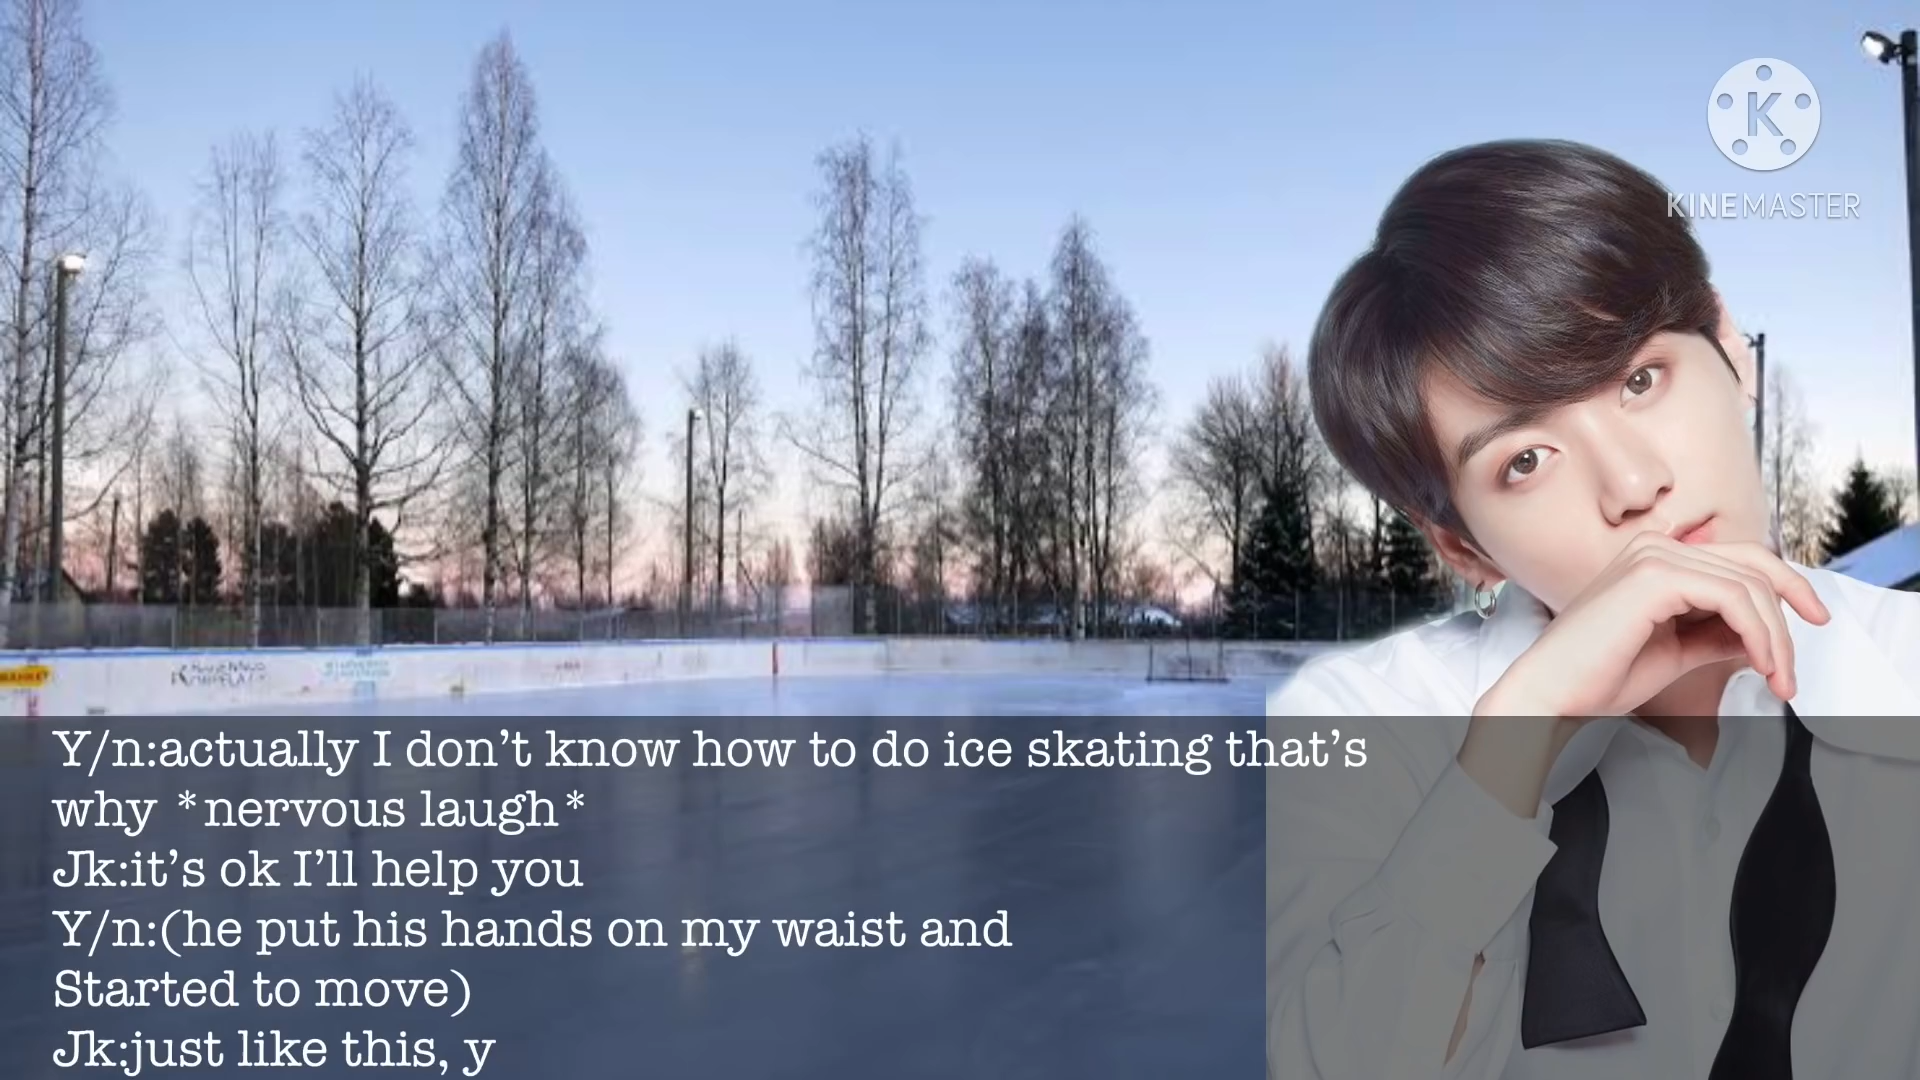 KINEMASTER
Y/n:actually I don’t know how to do ice skating that’s
why *nervous laugh*
Jk:it’s ok I’ll help you
Y/n:(he put his hands on my waist and
Started to move)
Jk:just like this, y